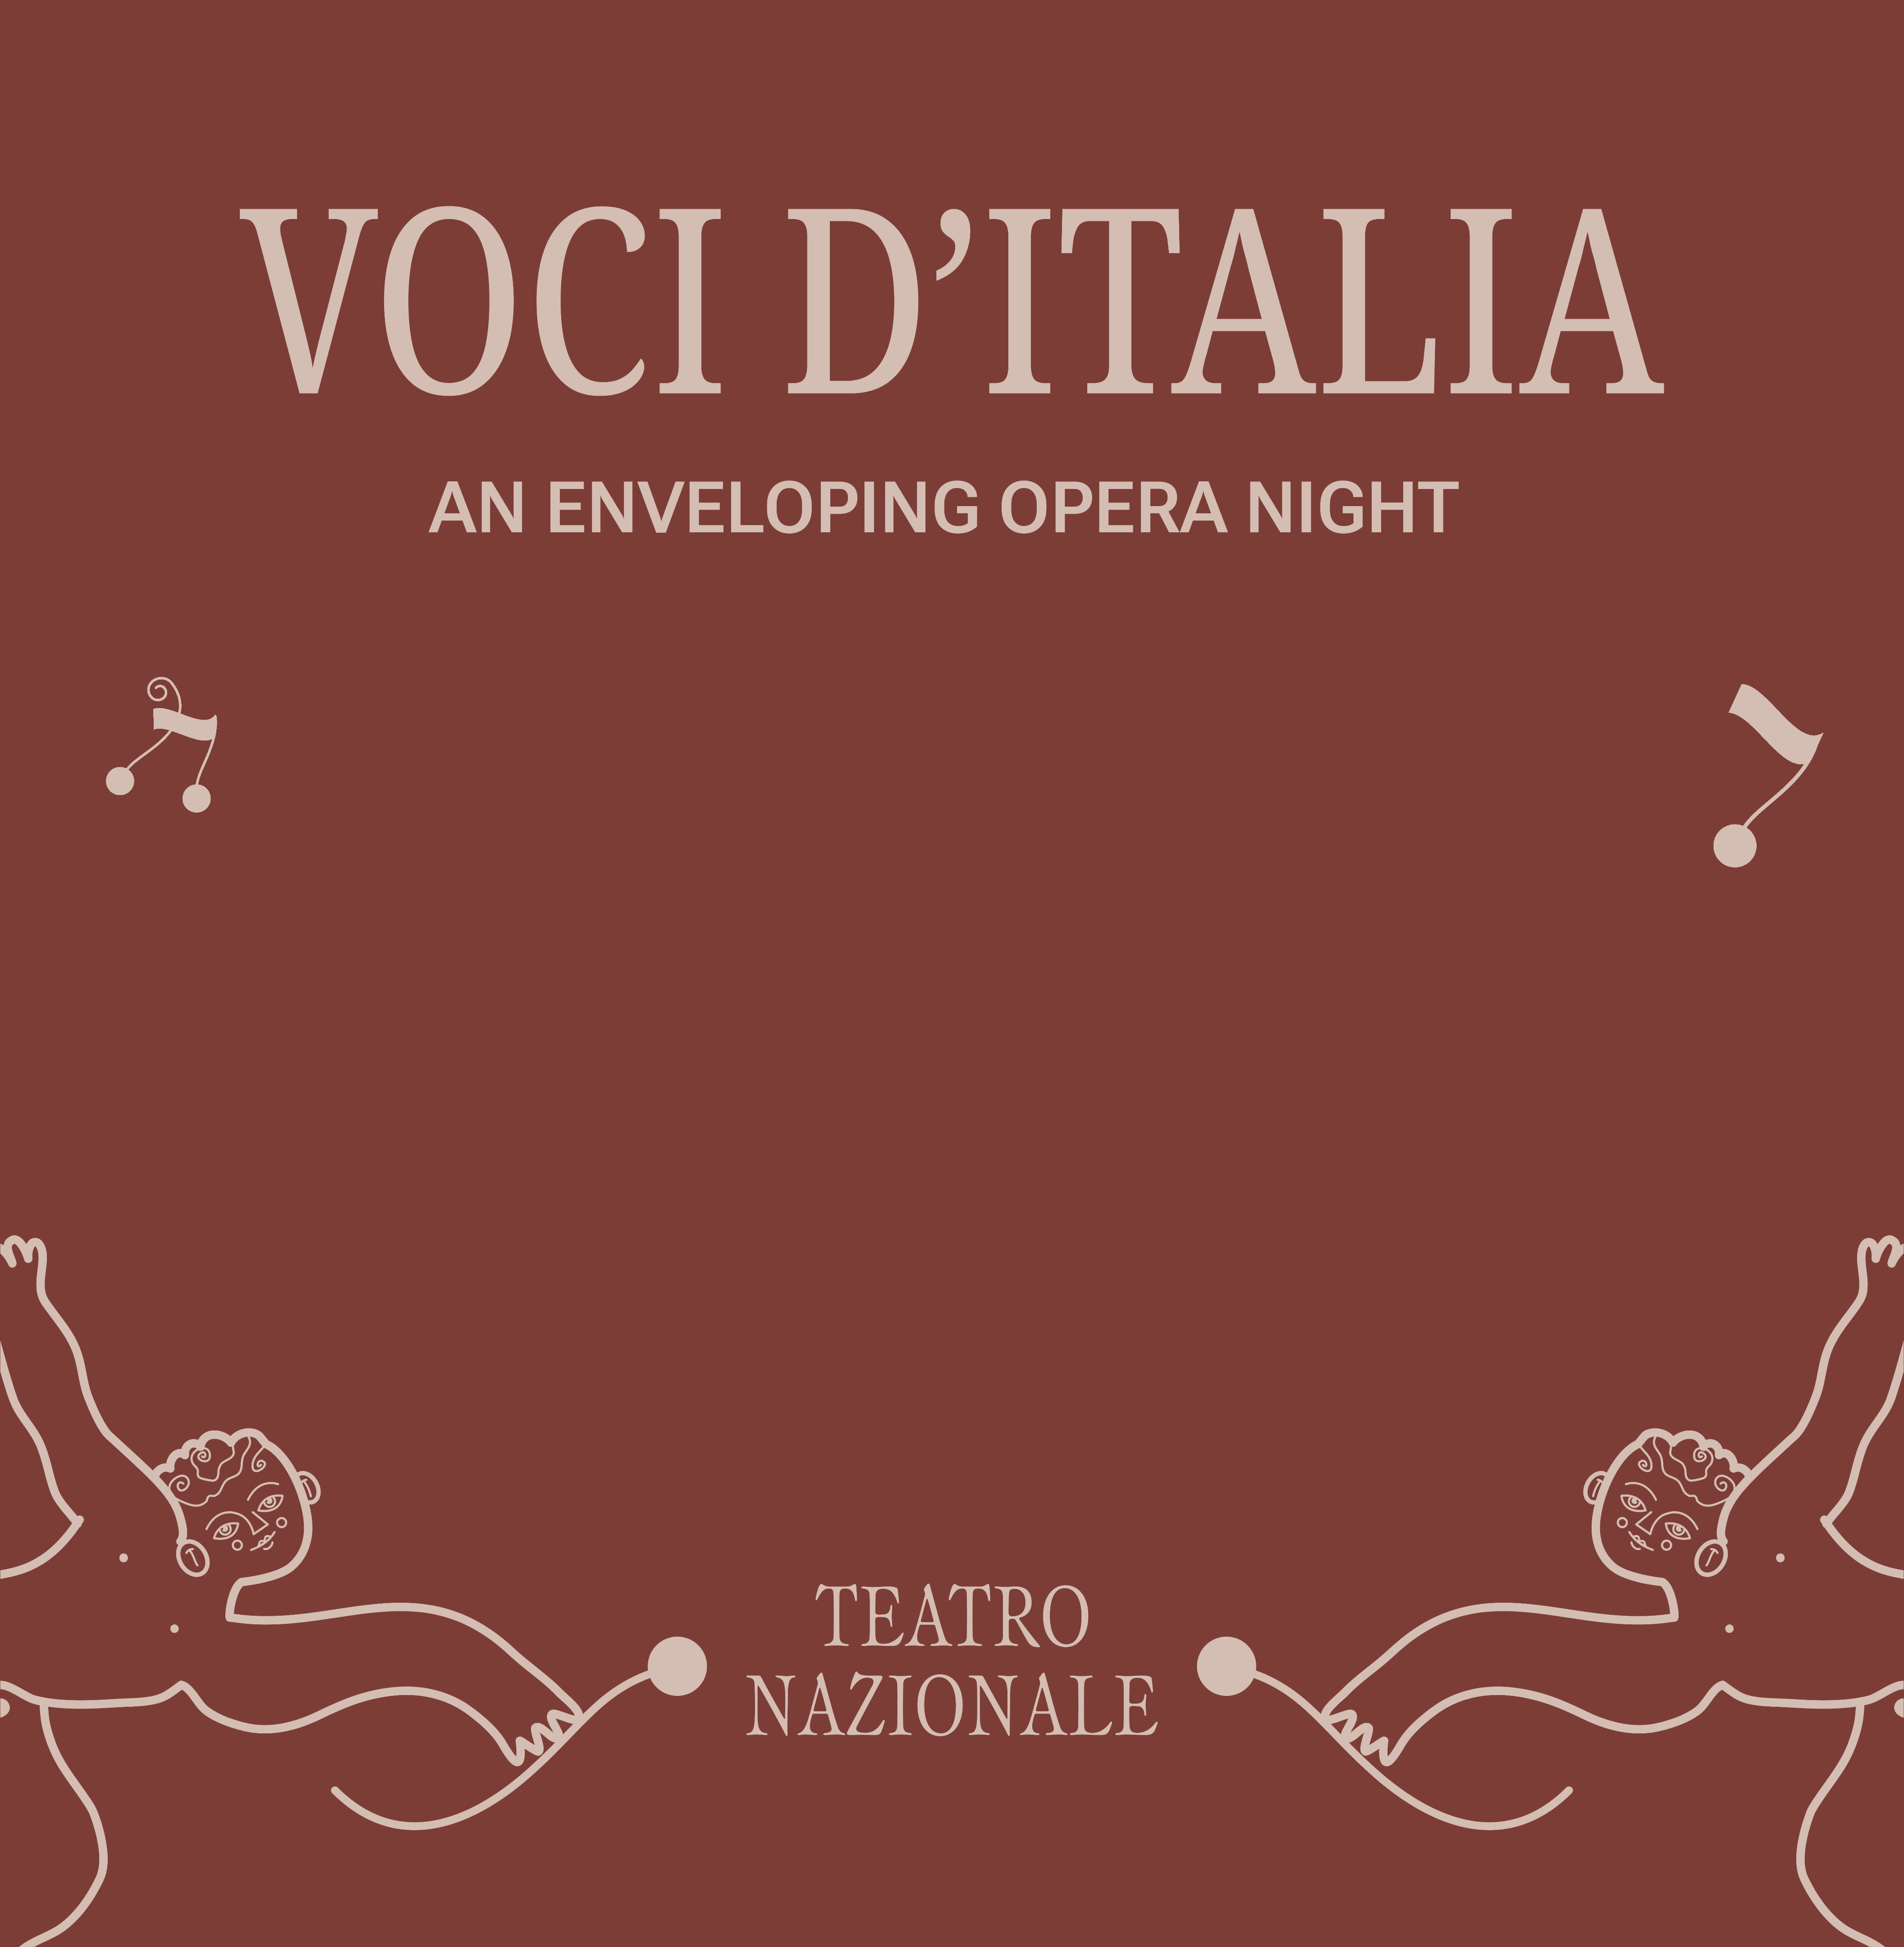 VOCI D’ITALIA
AN ENVELOPING OPERA NIGHT
TEATRO
NAZIONALE